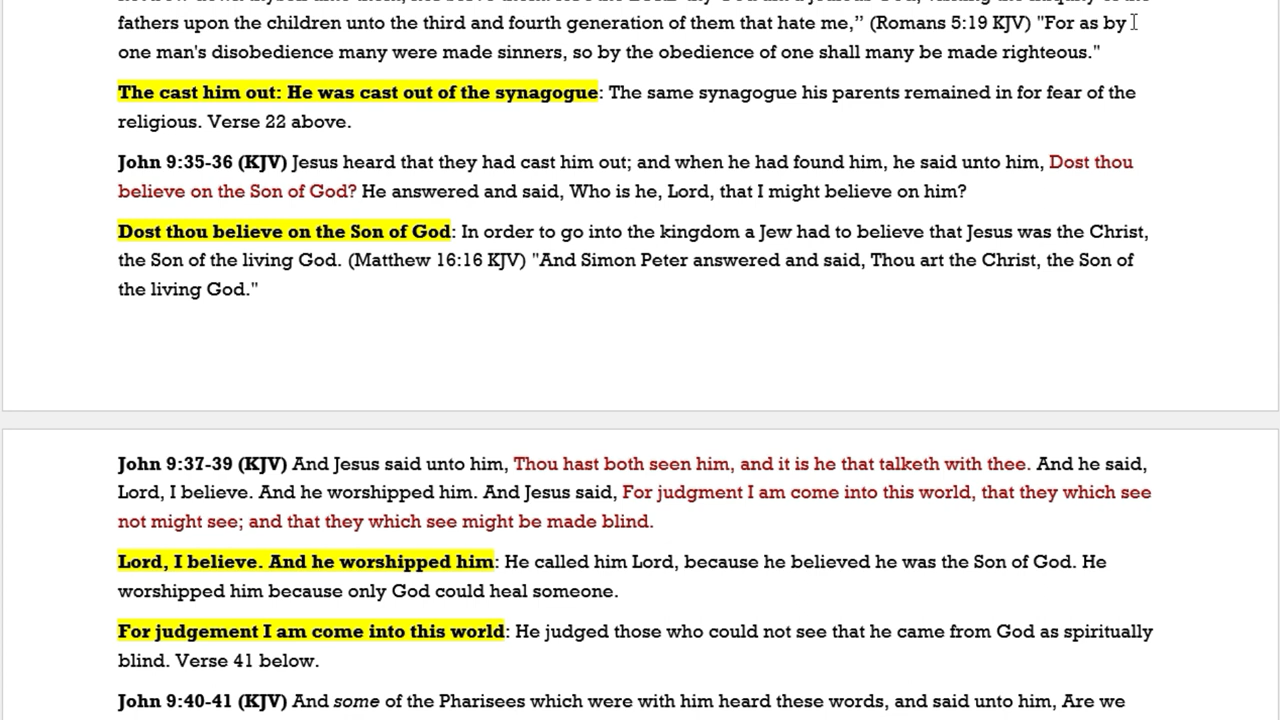 fathers upon the children unto the third and fourth generation of them that hate me,” (Romans 5:19 KJV) "For as by
one man's disobedience many were made sinners, so by the obedience of one shall many be made righteous."
The cast him out: He was cast out of the synagogue: The same synagogue his parents remained in for fear of the
religious. Verse 22 above.
John 9:35-36 (KJV) Jesus heard that they had cast him out; and when he had found him, he said unto him, Dost thou
believe on the Son of God? He answered and said, Who is he, Lord, that I might believe on him?
Dost thou believe on the Son of God: In order to go into the kingdom a Jew had to believe that Jesus was the Christ,
the Son of the living God. (Matthew 16:16 KJV) "And Simon Peter answered and said, Thou art the Christ, the Son of
the living God."
John 9:37-39 (KJV) And Jesus said unto him, Thou hast both seen him, and it is he that talketh with thee. And he said,
Lord, I believe. And he worshipped him. And Jesus said, For judgment I am come into this world, that they which see
not might see; and that they which see might be made blind.
Lord, I believe. And he worshipped him: He called him Lord, because he believed he was the Son of God. He
worshipped him because only God could heal someone.
For judgement I am come into this world: He judged those who could not see that he came from God as spiritually
blind. Verse 41 below.
John 9:40-41 (KJV) And some of the Pharisees which were with him heard these words, and said unto him, Are we